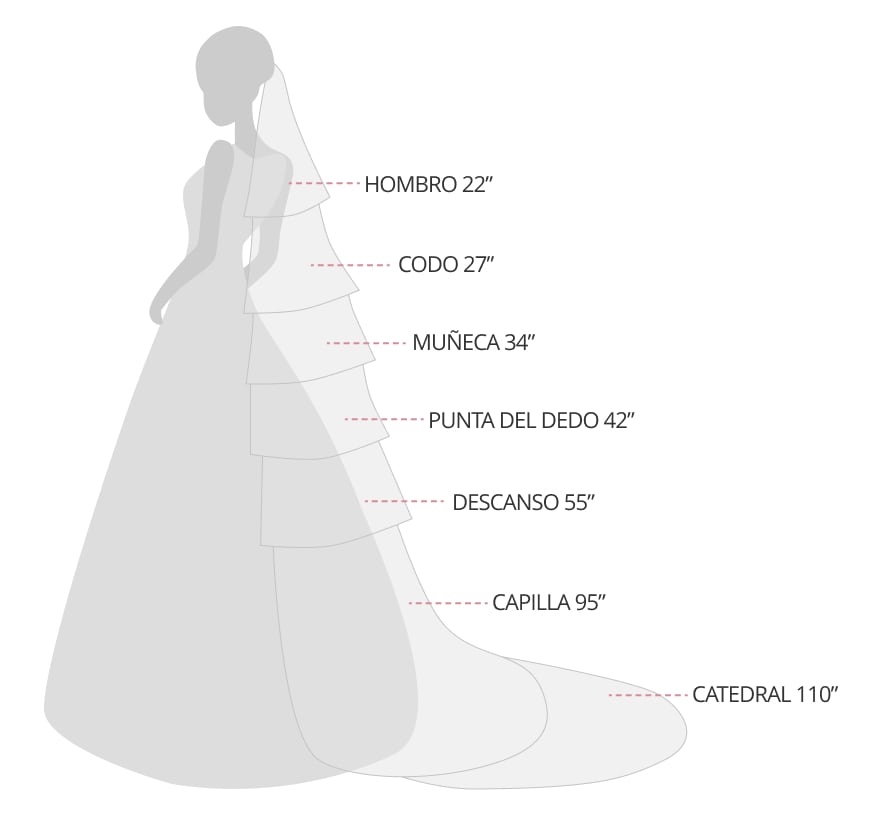 HOMBRO 22”
CODO 27”
MUÑECA 34”
PUNTA DEL DEDO 42”
DESCANSO 55”
CAPILLA 95”
CATEDRAL 110”